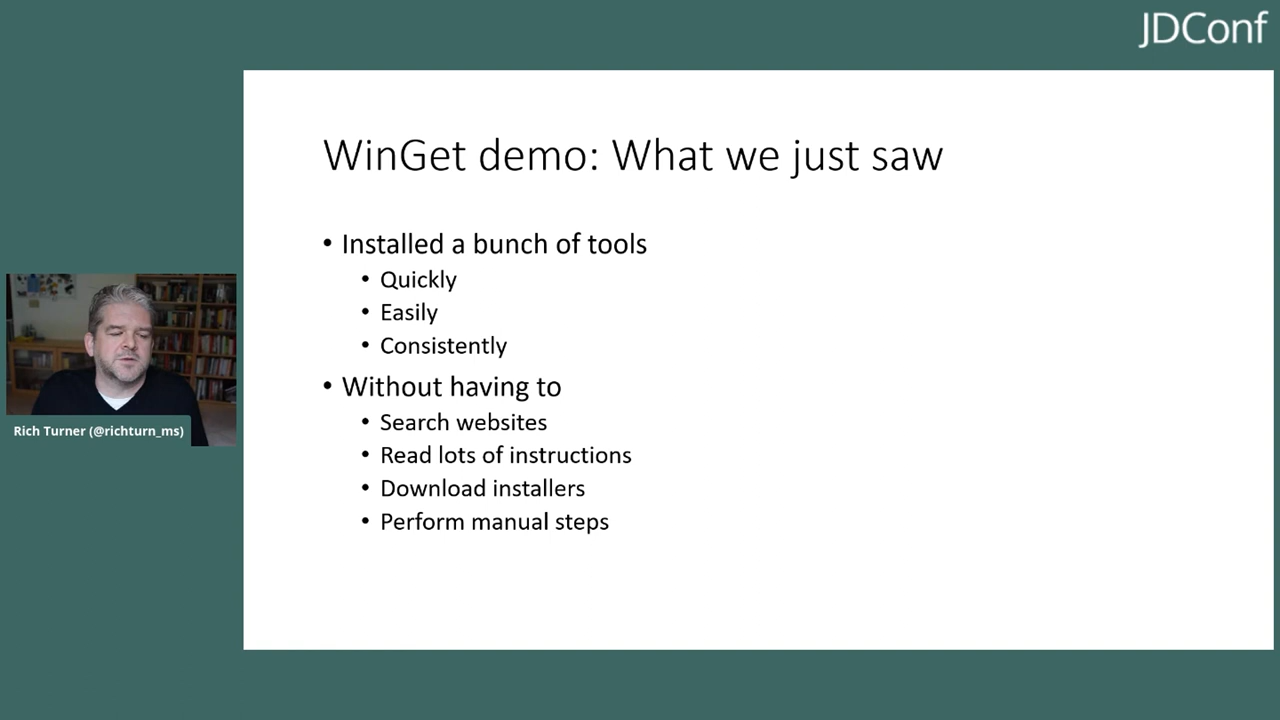 JDConf
WinGet demo: What we just saw
• Installed a bunch of tools
• Quickly
• Easily
• Consistently
• Without having to
• Search websites
• Read lots of instructions
• Download installers
• Perform manual steps
Rich Turner (@richturn_ms)